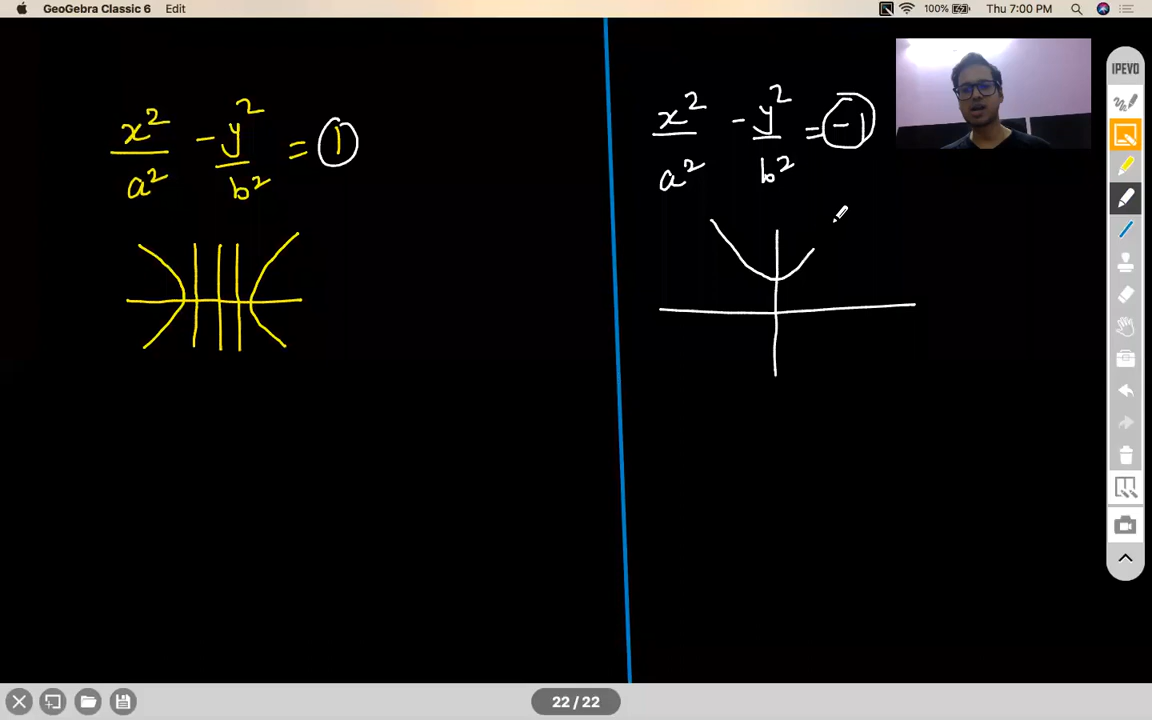 GeoGebra Classic 6 Edit
100% Thu 7:00 PM
IPEVO
x²/a² - y²/b² = 1
x²/a² - y²/b² = -1
22 / 22